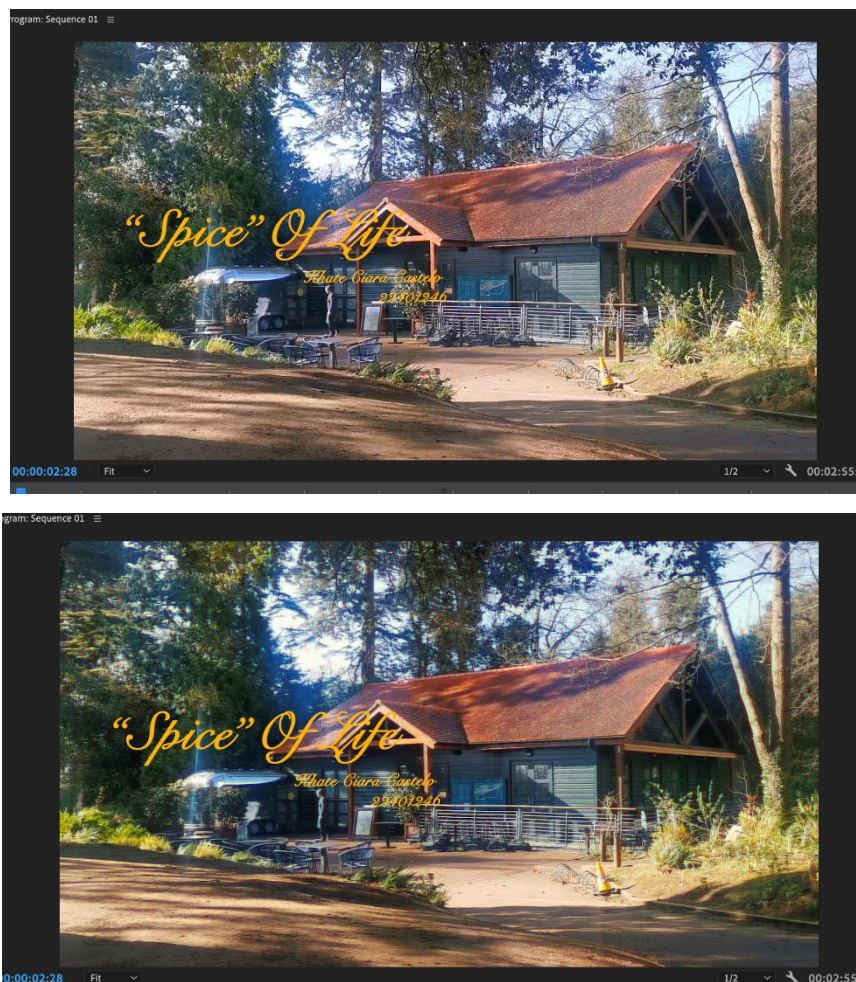 rogram: Sequence 01
“Spice” Of Life
Khate Ciara Castelo
22401246
00:00:02:28 Fit 1/2 00:02:55:
ogram: Sequence 01
“Spice” Of Life
Khate Ciara Castelo
22401246
0:00:02:28 Fit 1/2 00:02:55